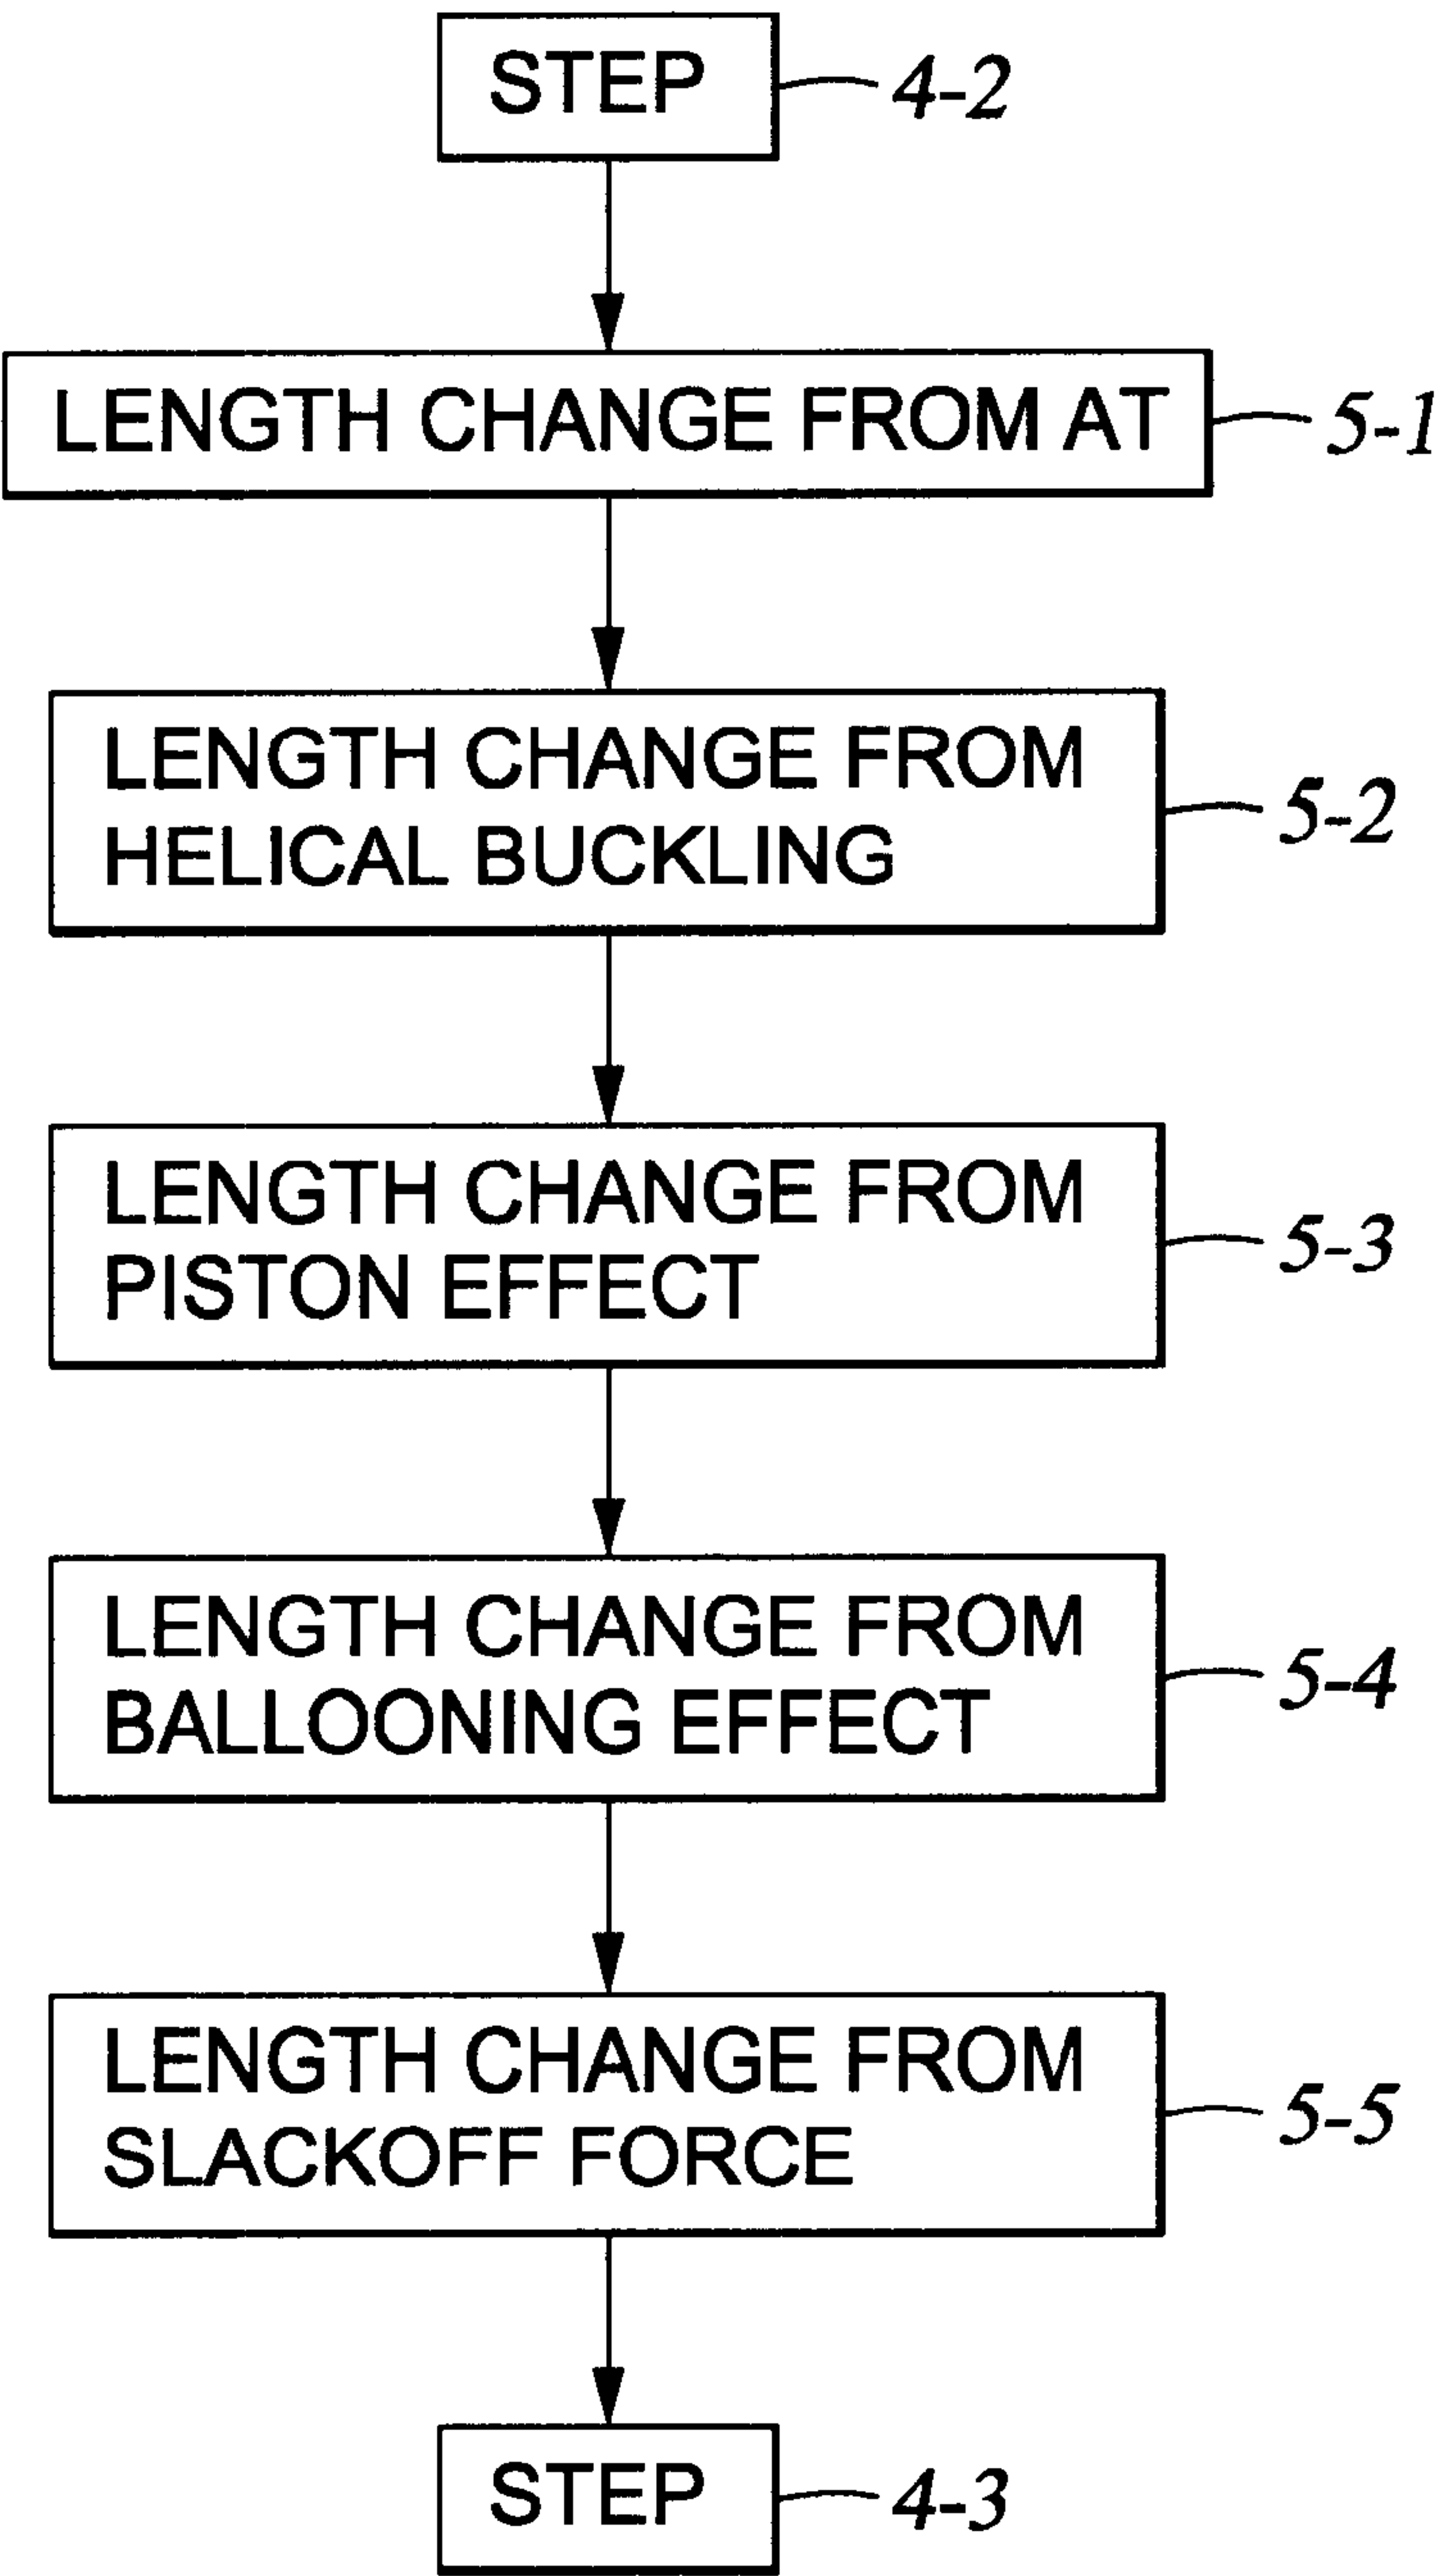 STEP 4-2
LENGTH CHANGE FROM AT 5-1
LENGTH CHANGE FROM
HELICAL BUCKLING
5-2
LENGTH CHANGE FROM
PISTON EFFECT
5-3
LENGTH CHANGE FROM
BALLOONING EFFECT
5-4
LENGTH CHANGE FROM
SLACKOFF FORCE
5-5
STEP 4-3